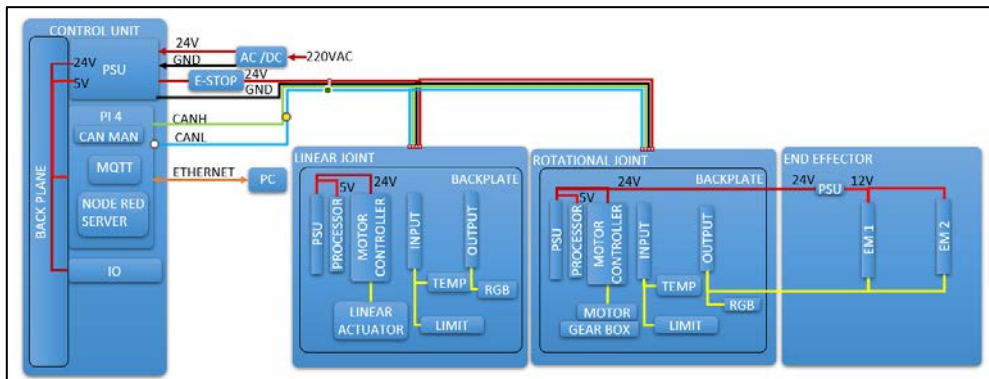 CONTROL UNIT
BACK PLANE
24V
5V
PSU
PI 4
CAN MAN
MQTT
NODE RED
SERVER
IO
24V
GND
AC /DC
220VAC
E-STOP
24V
GND
CANH
CANL
ETHERNET
PC
LINEAR JOINT
BACKPLATE
24V
5V
PSU
PROCESSOR
MOTOR
CONTROLLER
INPUT
OUTPUT
TEMP
RGB
LINEAR
ACTUATOR
LIMIT
ROTATIONAL JOINT
BACKPLATE
24V
5V
PSU
PROCESSOR
MOTOR
CONTROLLER
INPUT
OUTPUT
TEMP
RGB
MOTOR
GEAR BOX
LIMIT
END EFFECTOR
24V
PSU
12V
EM 1
EM 2